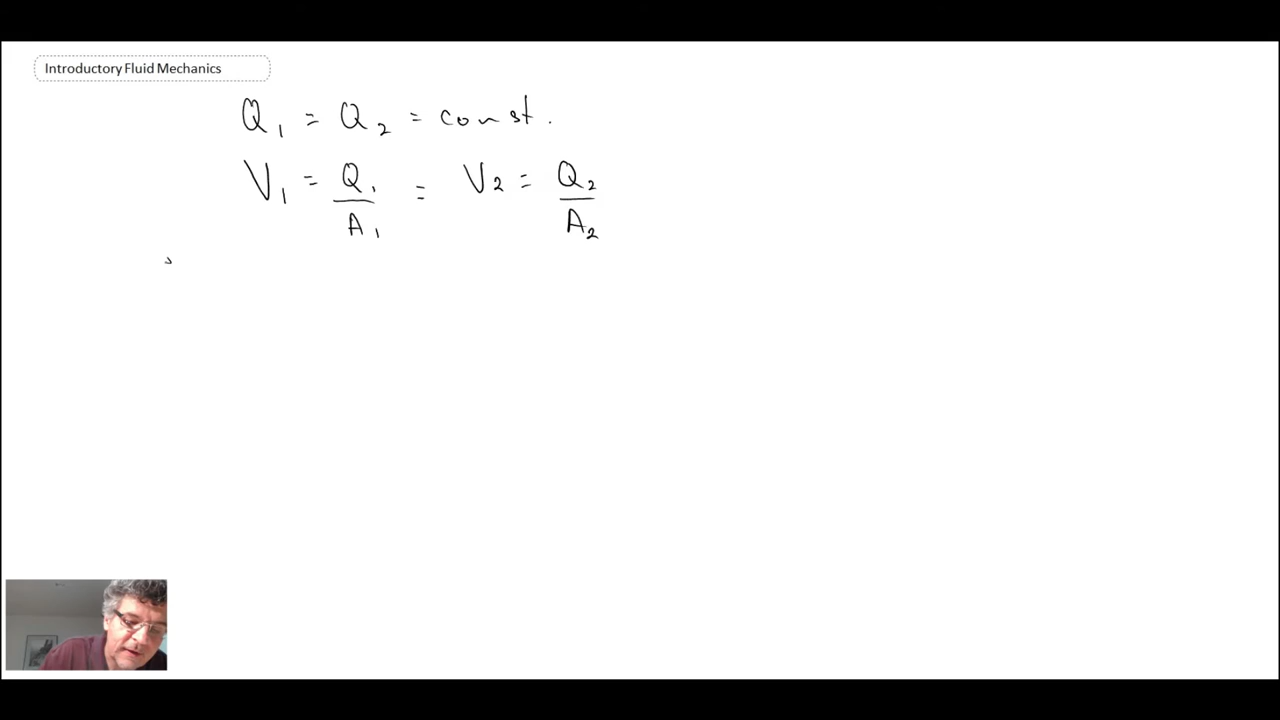 Introductory Fluid Mechanics
Q₁ = Q₂ = const.
V₁ = Q₁/A₁ = V₂ = Q₂/A₂